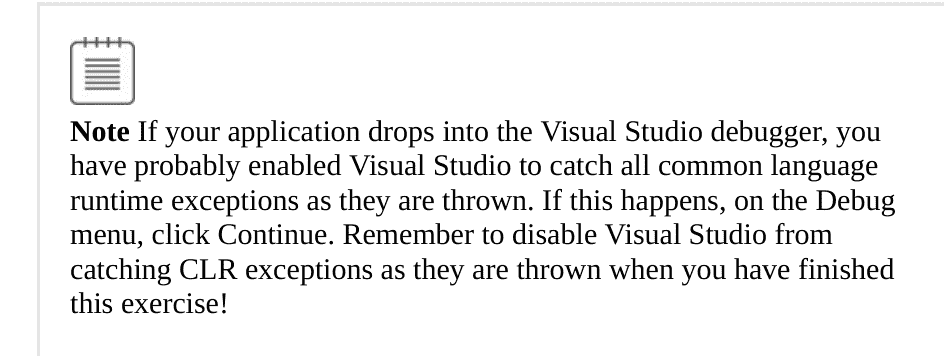 Note If your application drops into the Visual Studio debugger, you
have probably enabled Visual Studio to catch all common language
runtime exceptions as they are thrown. If this happens, on the Debug
menu, click Continue. Remember to disable Visual Studio from
catching CLR exceptions as they are thrown when you have finished
this exercise!